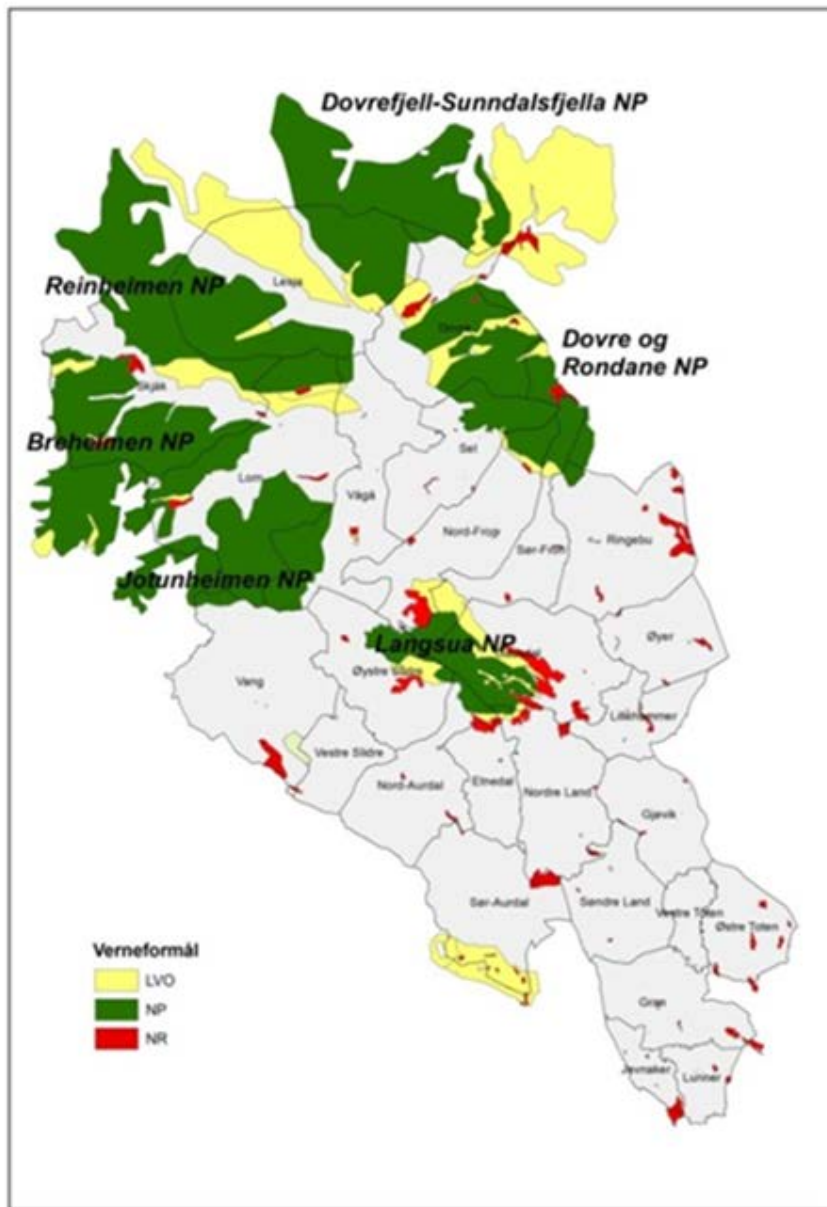 Dovrefjell-Sunndalsfjella NP
Reinheimen NP
Lesja
Dovre
Dovre og
Rondane NP
Skjåk
Breheimen NP
Lom
Sel
Vågå
Nord-Fron
Sør-Fron
Ringebu
Jotunheimen NP
Langsua NP
Øyer
Øystre Slidre
Vang
Lillehammer
Vestre Slidre
Nord-Aurdal
Etnedal
Nordre Land
Gjøvik
Sør-Aurdal
Søndre Land
Vestre Toten
Østre Toten
Verneformål
LVO
NP
NR
Gran
Jevnaker
Lunner